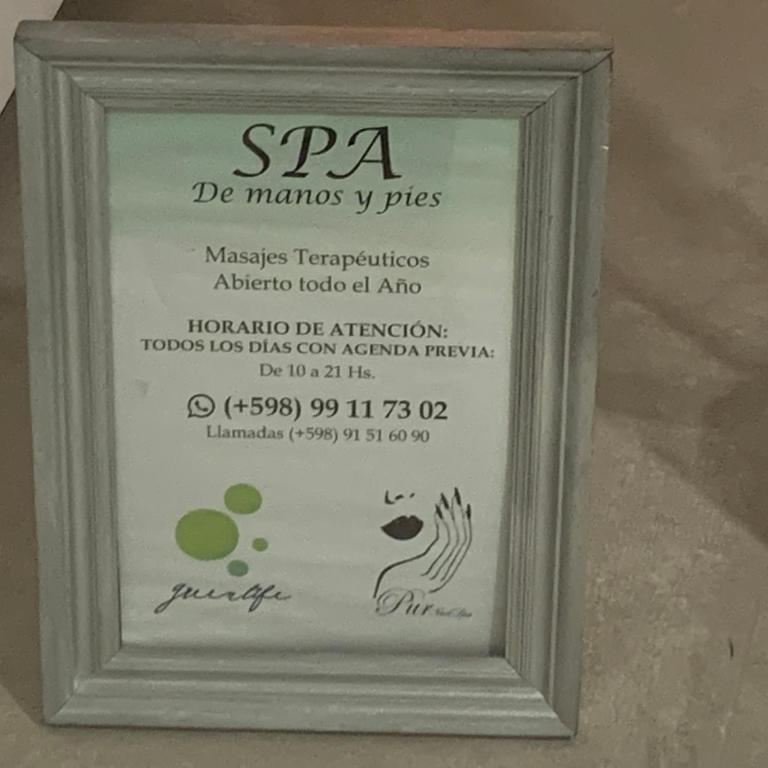 SPA
De manos y pies
Masajes Terapéuticos
Abierto todo el Año
HORARIO DE ATENCIÓN:
TODOS LOS DÍAS CON AGENDA PREVIA:
De 10 a 21 Hs.
(+598) 99 11 73 02
Llamadas (+598) 91 51 60 90
Pur